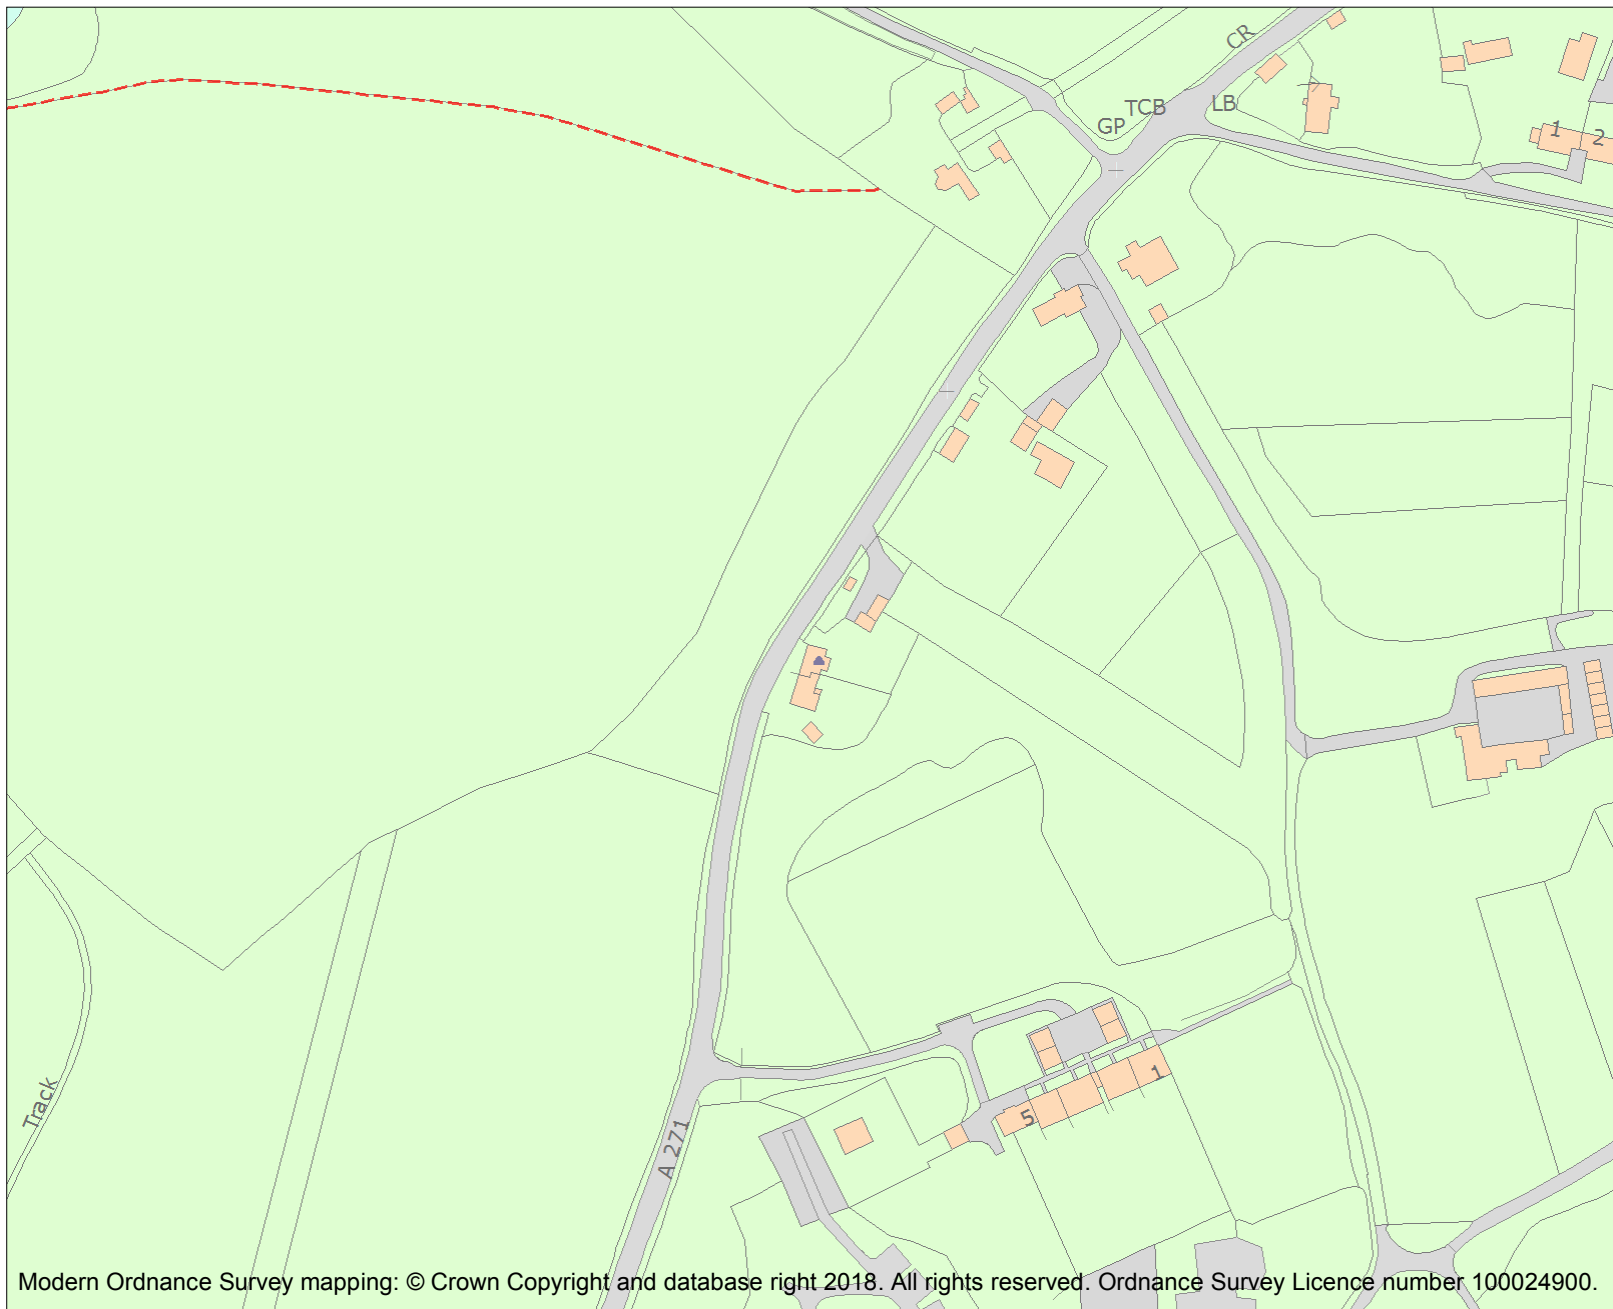 CR
TCB
LB
GP
1
2
Track
A 271
5
1
Modern Ordnance Survey mapping: © Crown Copyright and database right 2018. All rights reserved. Ordnance Survey Licence number 100024900.